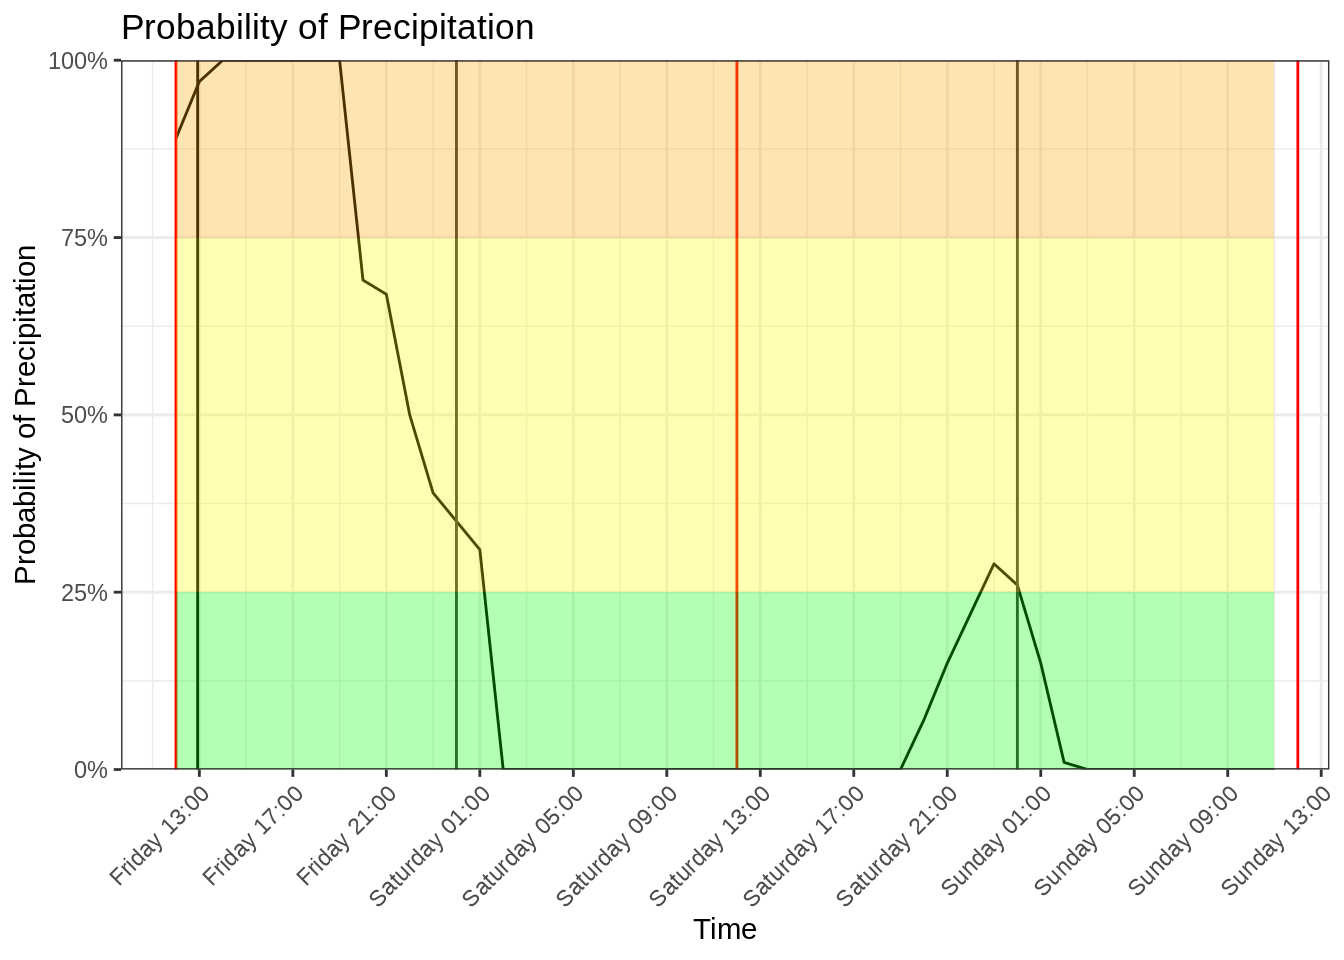 Probability of Precipitation
Probability of Precipitation
100%
75%
50%
25%
0%
Friday 13:00
Friday 17:00
Friday 21:00
Saturday 01:00
Saturday 05:00
Saturday 09:00
Saturday 13:00
Saturday 17:00
Saturday 21:00
Sunday 01:00
Sunday 05:00
Sunday 09:00
Sunday 13:00
Time